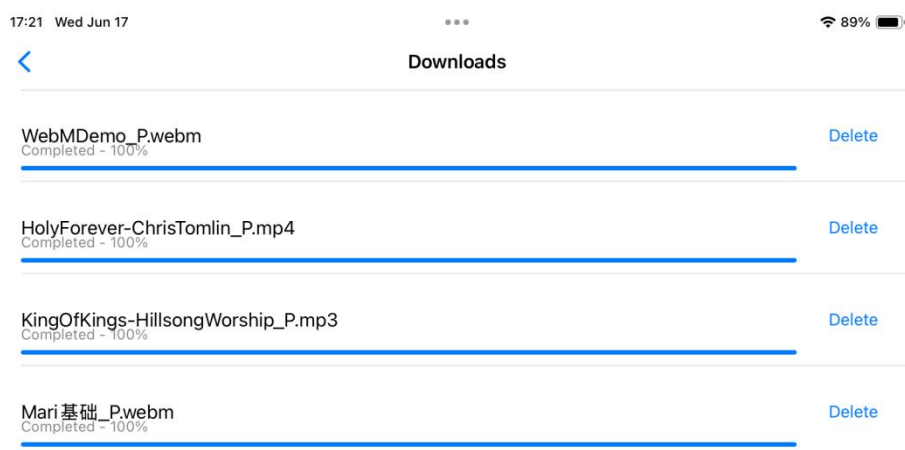 17:21 Wed Jun 17
89%
Downloads
WebMDemo_P.webm
Completed - 100%
Delete
HolyForever-ChrisTomlin_P.mp4
Completed - 100%
Delete
KingOfKings-HillsongWorship_P.mp3
Completed - 100%
Delete
Mari基础_P.webm
Completed - 100%
Delete